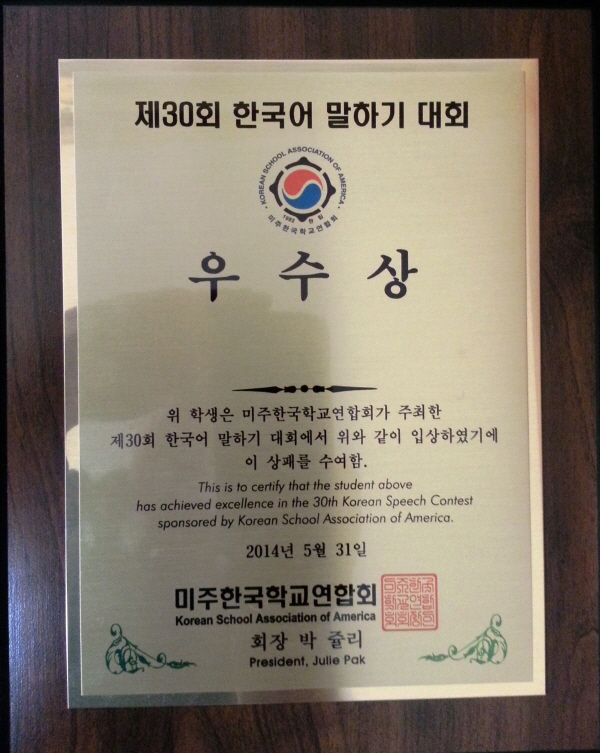 제30회 한국어 말하기 대회
KOREAN SCHOOL ASSOCIATION OF AMERICA
미주한국학교연합회
우 수 상
위 학생은 미주한국학교연합회가 주최한
제30회 한국어 말하기 대회에서 위와 같이 입상하였기에
이 상패를 수여함.
This is to certify that the student above
has achieved excellence in the 30th Korean Speech Contest
sponsored by Korean School Association of America.
2014년 5월 31일
미주한국학교연합회
Korean School Association of America
회장 박 쥴리
President, Julie Pak